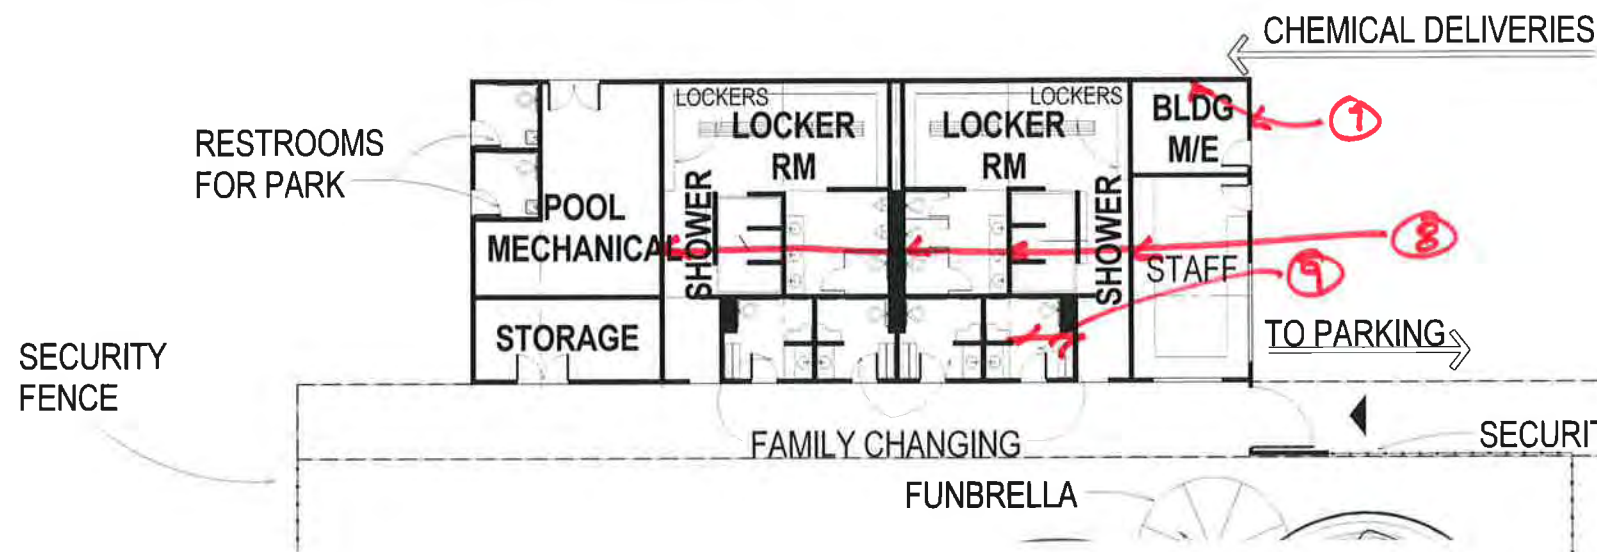 CHEMICAL DELIVERIES
LOCKERS
LOCKER
RM
LOCKERS
LOCKER
RM
BLDG
M/E
7
RESTROOMS
FOR PARK
POOL
MECHANICAL
SHOWER
SHOWER
8
STAFF
9
STORAGE
TO PARKING
SECURITY
FENCE
FAMILY CHANGING
SECURIT
FUNBRELLA